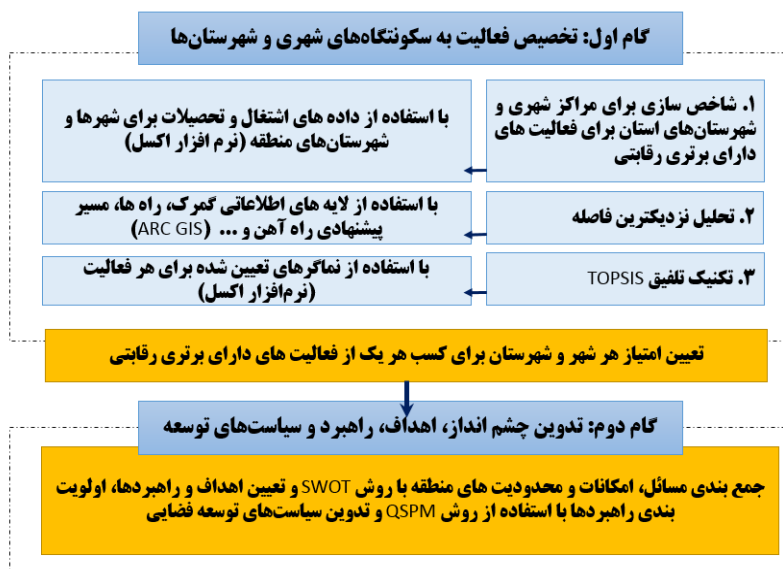 گام اول: تخصیص فعالیت به سکونتگاه‌های شهری و شهرستان‌ها
۱. شاخص سازی برای مراکز شهری و
شهرستان‌های استان برای فعالیت های
دارای برتری رقابتی
با استفاده از داده های اشتغال و تحصیلات برای شهرها و
شهرستان‌های منطقه (نرم افزار اکسل)
۲. تحلیل نزدیکترین فاصله
با استفاده از لایه های اطلاعاتی گمرک، راه ها، مسیر
پیشنهادی راه آهن و ... (ARC GIS)
۳. تکنیک تلفیق TOPSIS
با استفاده از نماگرهای تعیین شده برای هر فعالیت
(نرم‌افزار اکسل)
تعیین امتیاز هر شهر و شهرستان برای کسب هر یک از فعالیت های دارای برتری رقابتی
گام دوم: تدوین چشم انداز، اهداف، راهبرد و سیاست‌های توسعه
جمع بندی مسائل، امکانات و محدودیت های منطقه با روش SWOT و تعیین اهداف و راهبردها، اولویت
بندی راهبردها با استفاده از روش QSPM و تدوین سیاست‌های توسعه فضایی